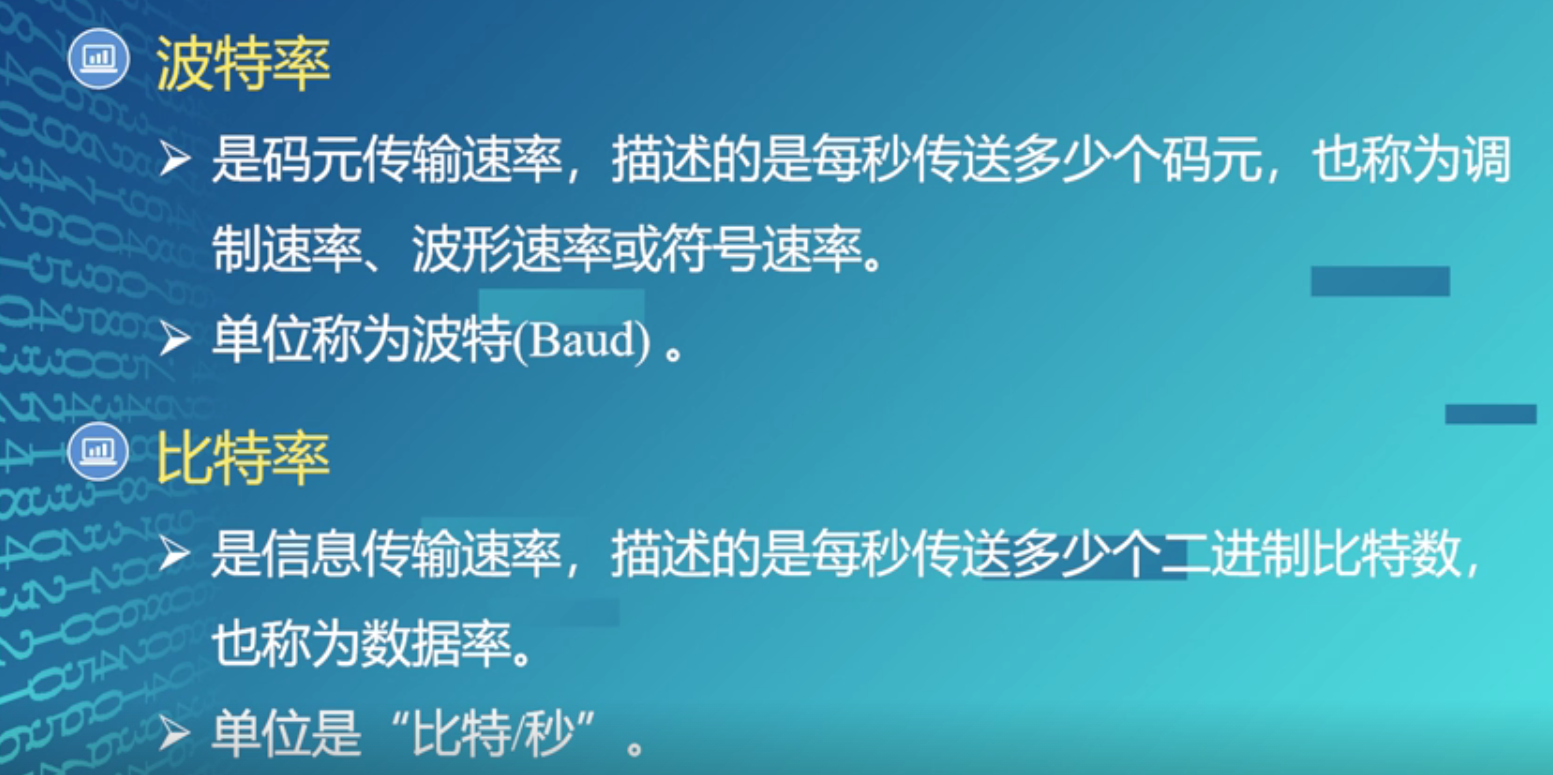 波特率
➢ 是码元传输速率，描述的是每秒传送多少个码元，也称为调
制速率、波形速率或符号速率。
➢ 单位称为波特(Baud) 。
比特率
➢ 是信息传输速率，描述的是每秒传送多少个二进制比特数，
也称为数据率。
➢ 单位是“比特/秒” 。